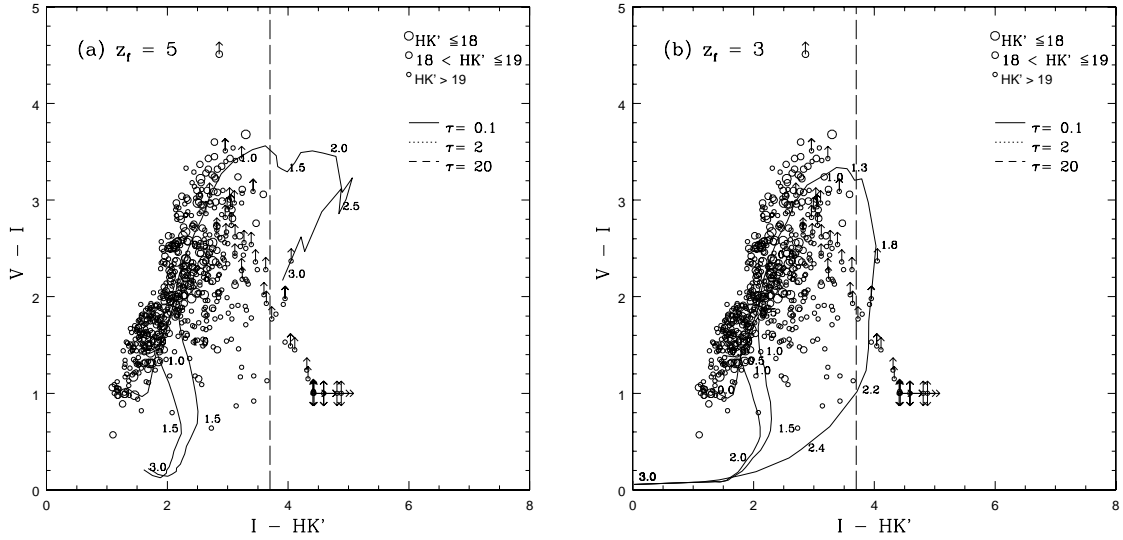 (a) z_f = 5
HK' ≦18
18 < HK' ≦19
HK' > 19
τ= 0.1
τ= 2
τ= 20
1.0
1.5
2.0
2.5
3.0
1.0
1.5
1.5
3.0
5
4
3
2
1
0
V - I
0 2 4 6 8
I - HK'
(b) z_f = 3
HK' ≦18
18 < HK' ≦19
HK' > 19
τ= 0.1
τ= 2
τ= 20
1.0
1.3
1.8
2.2
2.4
1.0
0.5
1.0
0.0
1.5
2.0
3.0
5
4
3
2
1
0
V - I
0 2 4 6 8
I - HK'